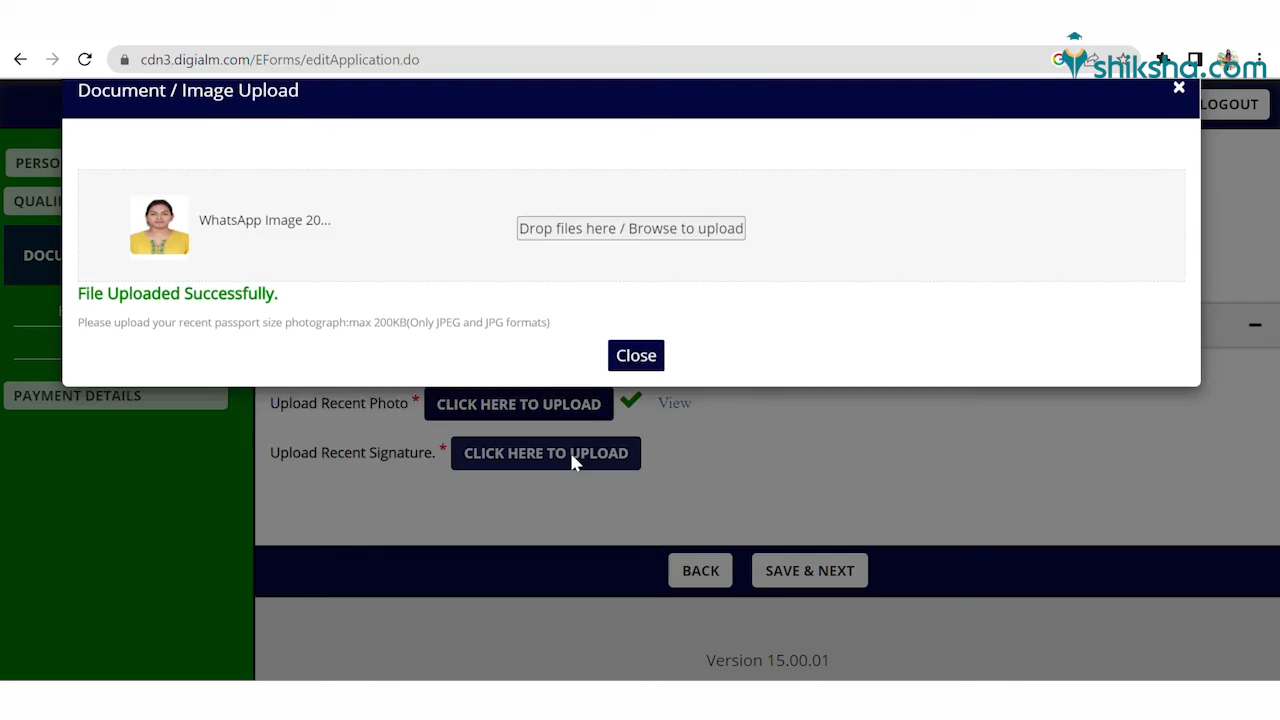 cdn3.digialm.com/EForms/editApplication.do
shiksha.com
Document / Image Upload
LOGOUT
PERSO
QUALI
WhatsApp Image 20...
Drop files here / Browse to upload
DOCU
File Uploaded Successfully.
Please upload your recent passport size photograph:max 200KB(Only JPEG and JPG formats)
Close
PAYMENT DETAILS
Upload Recent Photo * CLICK HERE TO UPLOAD View
Upload Recent Signature. * CLICK HERE TO UPLOAD
BACK SAVE & NEXT
Version 15.00.01